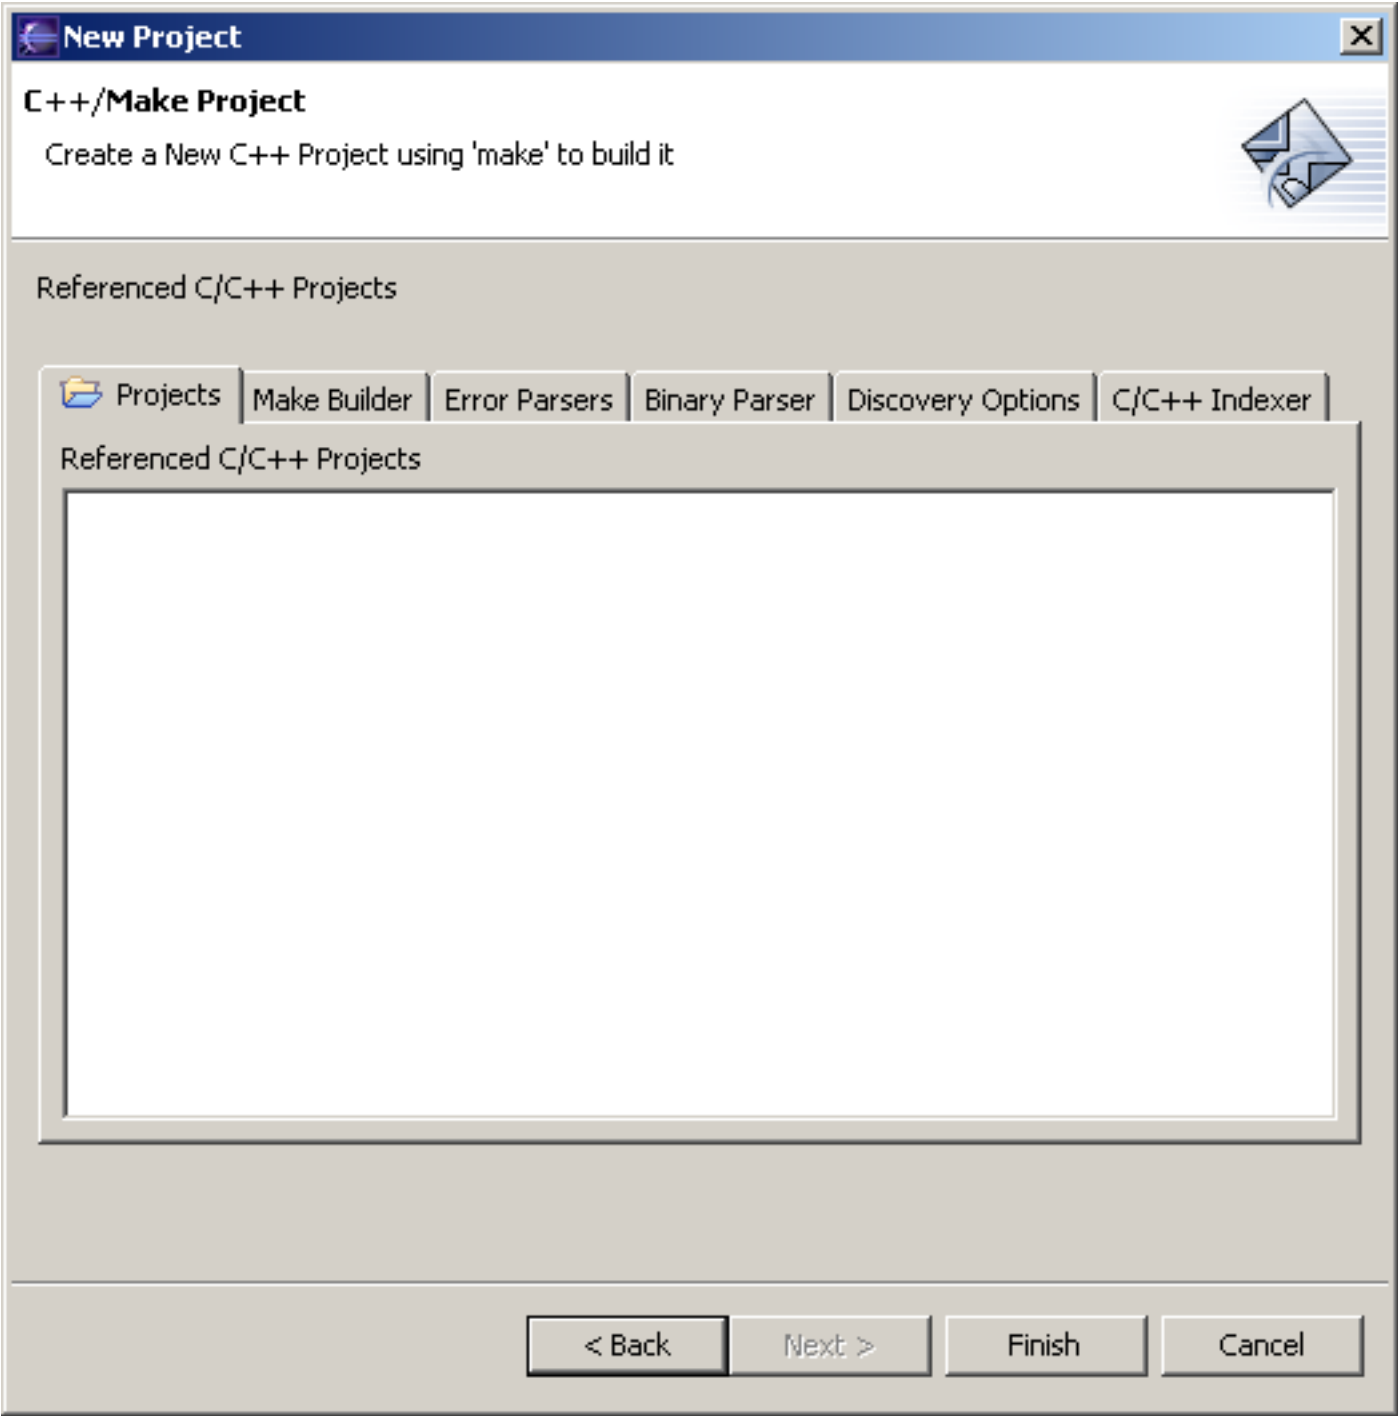 New Project
C++/Make Project
Create a New C++ Project using 'make' to build it
Referenced C/C++ Projects
Projects Make Builder Error Parsers Binary Parser Discovery Options C/C++ Indexer
Referenced C/C++ Projects
< Back Next > Finish Cancel